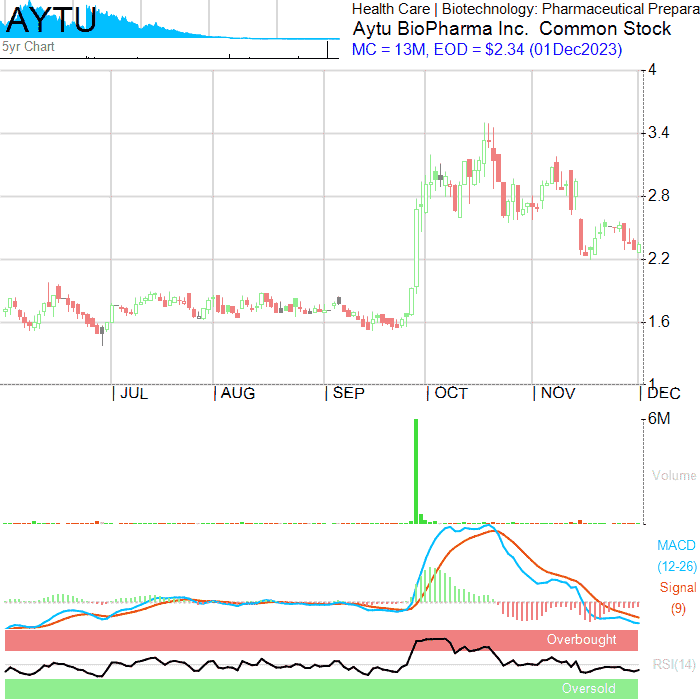 AYTU
5yr Chart
Health Care | Biotechnology: Pharmaceutical Prepara
Aytu BioPharma Inc. Common Stock
MC = 13M, EOD = $2.34 (01Dec2023)
4
3.4
2.8
2.2
1.6
1
JUL AUG SEP OCT NOV DEC
6M
Volume
MACD
(12-26)
Signal
(9)
Overbought
RSI(14)
Oversold